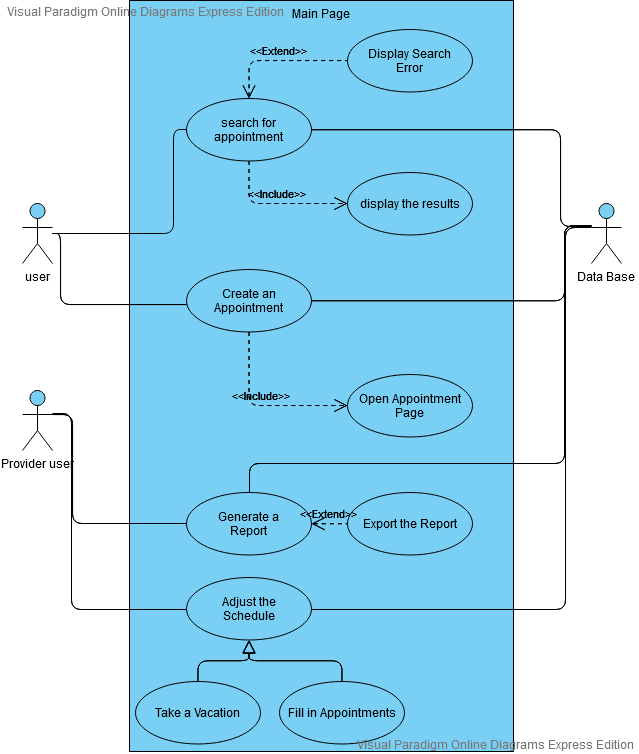 Visual Paradigm Online Diagrams Express Edition
Main Page
<<Extend>>
Display Search
Error
search for
appointment
<<Include>>
display the results
user
Data Base
Create an
Appointment
<<Include>>
Open Appointment
Page
Provider user
Generate a
Report
<<Extend>>
Export the Report
Adjust the
Schedule
Take a Vacation
Fill in Appointments
Visual Paradigm Online Diagrams Express Edition